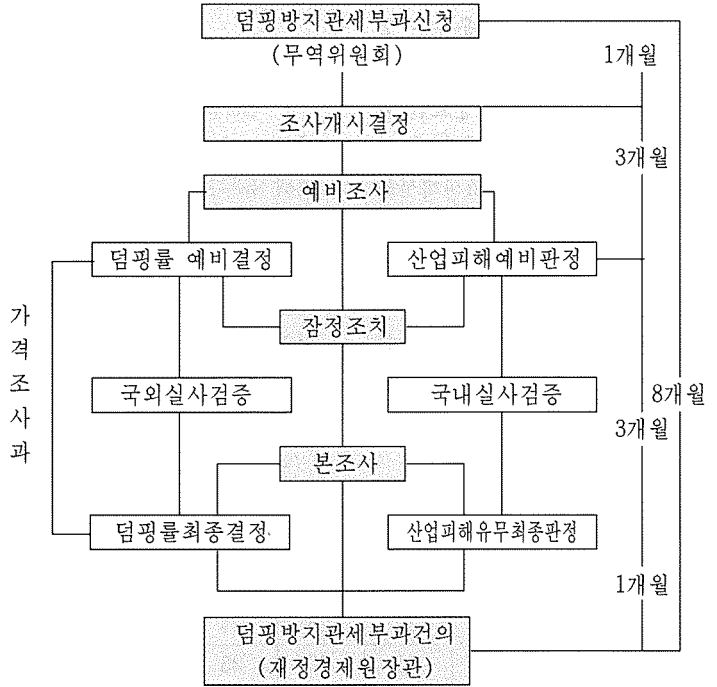 덤핑방지관세부과신청
(무역위원회)
1개월
조사개시결정
3개월
예비조사
덤핑률 예비결정
산업피해예비판정
가격조사과
잠정조치
국외실사검증
국내실사검증
8개월
3개월
본조사
덤핑률최종결정
산업피해유무최종판정
1개월
덤핑방지관세부과건의
(재정경제원장관)